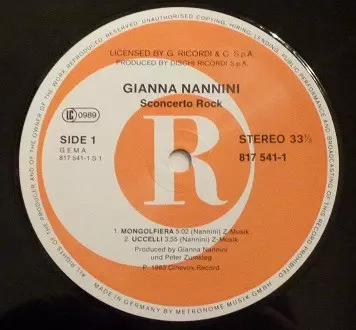 ALL RIGHTS OF THE PRODUCER AND OF THE OWNER OF THE WORK REPRODUCED RESERVED. UNAUTHORISED COPYING, HIRING, LENDING, PUBLIC PERFORMANCE AND BROADCASTING OF THIS RECORD PROHIBITED
LICENSED BY G. RICORDI & C. S.p.A.
PRODUCED BY DISCHI RICORDI S.p.A.
GIANNA NANNINI
Sconcerto Rock
LC 0989
SIDE 1
GEMA
817 541-1 S 1
STEREO 33⅓
817 541-1
R
1. MONGOLFIERA 5:02 (Nannini) Z-Musik
2. UCCELLI 3:55 (Nannini) Z-Musik
Produced by Gianna Nannini
und Peter Zumsteg
P. 1983 Cinevox Record
MADE IN GERMANY BY METRONOME MUSIK GMBH